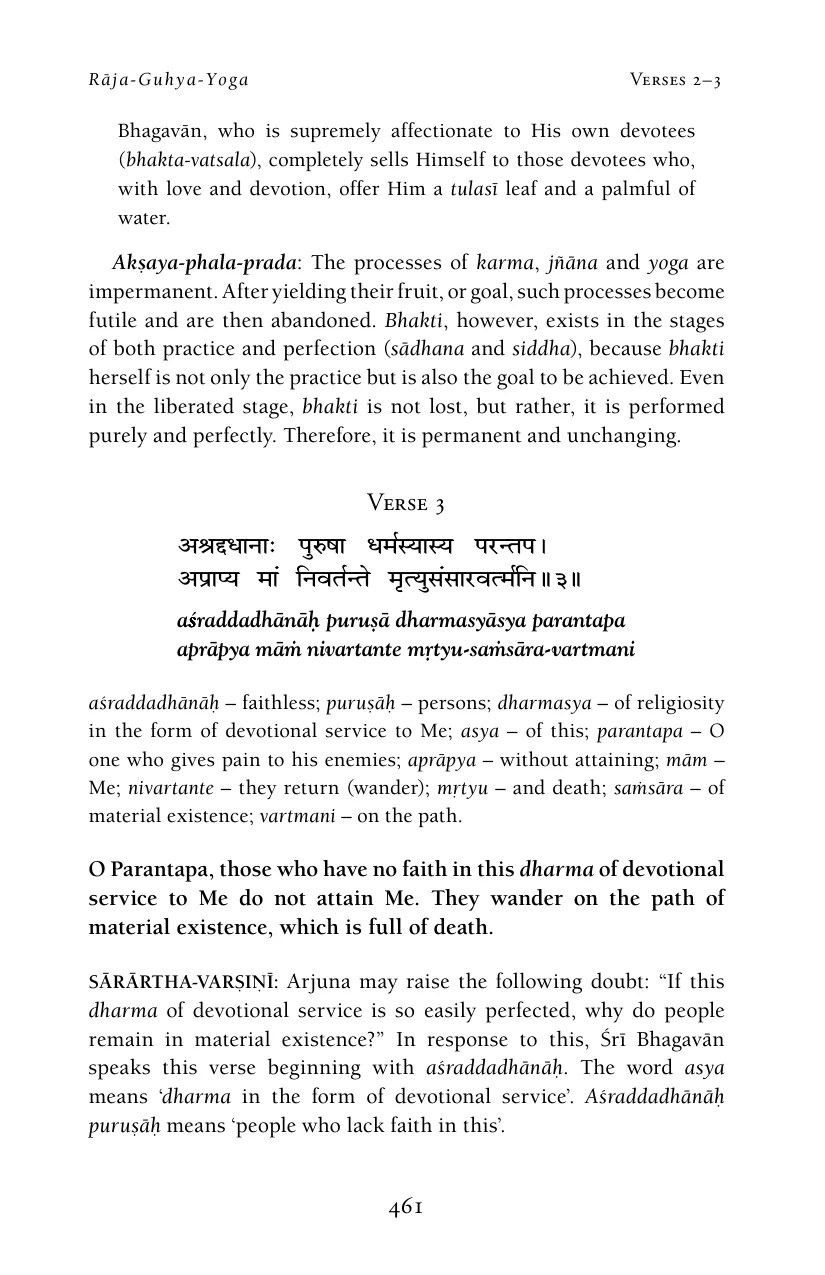 Rāja-Guhya-Yoga Verses 2–3
Bhagavān, who is supremely affectionate to His own devotees
(bhakta-vatsala), completely sells Himself to those devotees who,
with love and devotion, offer Him a tulasī leaf and a palmful of
water.
Akṣaya-phala-prada: The processes of karma, jñāna and yoga are
impermanent. After yielding their fruit, or goal, such processes become
futile and are then abandoned. Bhakti, however, exists in the stages
of both practice and perfection (sādhana and siddha), because bhakti
herself is not only the practice but is also the goal to be achieved. Even
in the liberated stage, bhakti is not lost, but rather, it is performed
purely and perfectly. Therefore, it is permanent and unchanging.
Verse 3
अश्रद्दधानाः पुरुषा धर्मस्यास्य परन्तप।
अप्राप्य मां निवर्तन्ते मृत्युसंसारवर्त्मनि॥३॥
aśraddadhānāḥ puruṣā dharmasyāsya parantapa
aprāpya māṁ nivartante mṛtyu-saṁsāra-vartmani
aśraddadhānāḥ – faithless; puruṣāḥ – persons; dharmasya – of religiosity
in the form of devotional service to Me; asya – of this; parantapa – O
one who gives pain to his enemies; aprāpya – without attaining; mām –
Me; nivartante – they return (wander); mṛtyu – and death; saṁsāra – of
material existence; vartmani – on the path.
O Parantapa, those who have no faith in this dharma of devotional
service to Me do not attain Me. They wander on the path of
material existence, which is full of death.
SĀRĀRTHA-VARṢIṆĪ: Arjuna may raise the following doubt: “If this
dharma of devotional service is so easily perfected, why do people
remain in material existence?” In response to this, Śrī Bhagavān
speaks this verse beginning with aśraddadhānāḥ. The word asya
means ‘dharma in the form of devotional service’. Aśraddadhānāḥ
puruṣāḥ means ‘people who lack faith in this’.
461